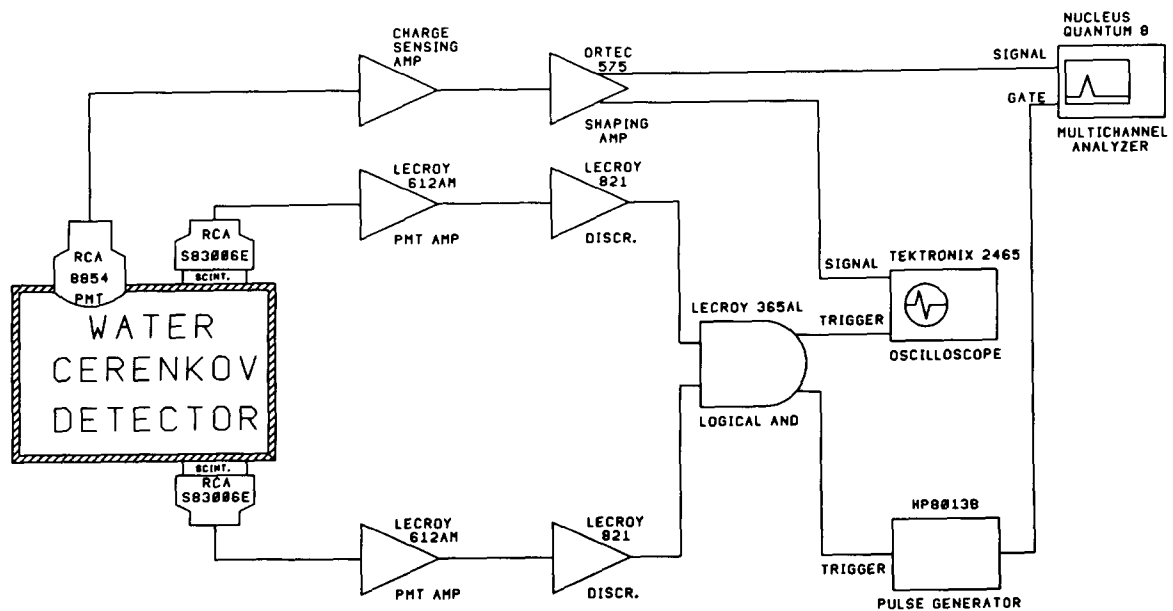 NUCLEUS
QUANTUM 8
CHARGE
SENSING
AMP
ORTEC
575
SIGNAL
GATE
SHAPING
AMP
MULTICHANNEL
ANALYZER
LECROY
612AM
LECROY
821
PMT AMP
DISCR.
RCA
8854
PMT
RCA
S83006E
SCINT.
WATER
CERENKOV
DETECTOR
SIGNAL
TEKTRONIX 2465
LECROY 365AL
TRIGGER
OSCILLOSCOPE
LOGICAL AND
SCINT.
RCA
S83006E
LECROY
612AM
LECROY
821
PMT AMP
DISCR.
HP8013B
TRIGGER
PULSE GENERATOR